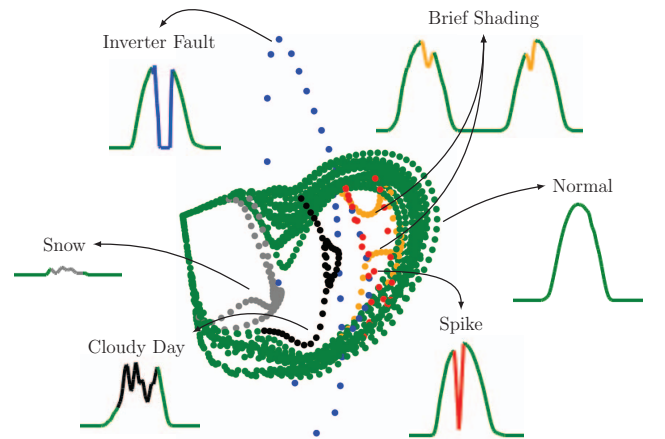 Brief Shading
Inverter Fault
Normal
Snow
Spike
Cloudy Day